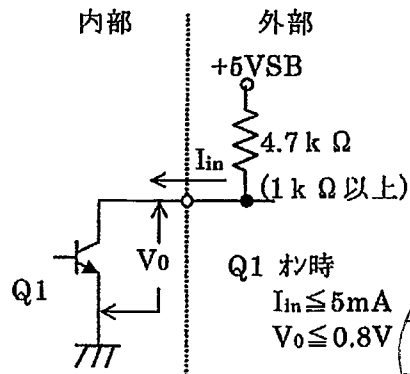 内部 外部
+5VSB
4.7k Ω
Iin
(1kΩ以上)
V0
Q1
Q1 オン時
Iin≦5mA
V0≦0.8V